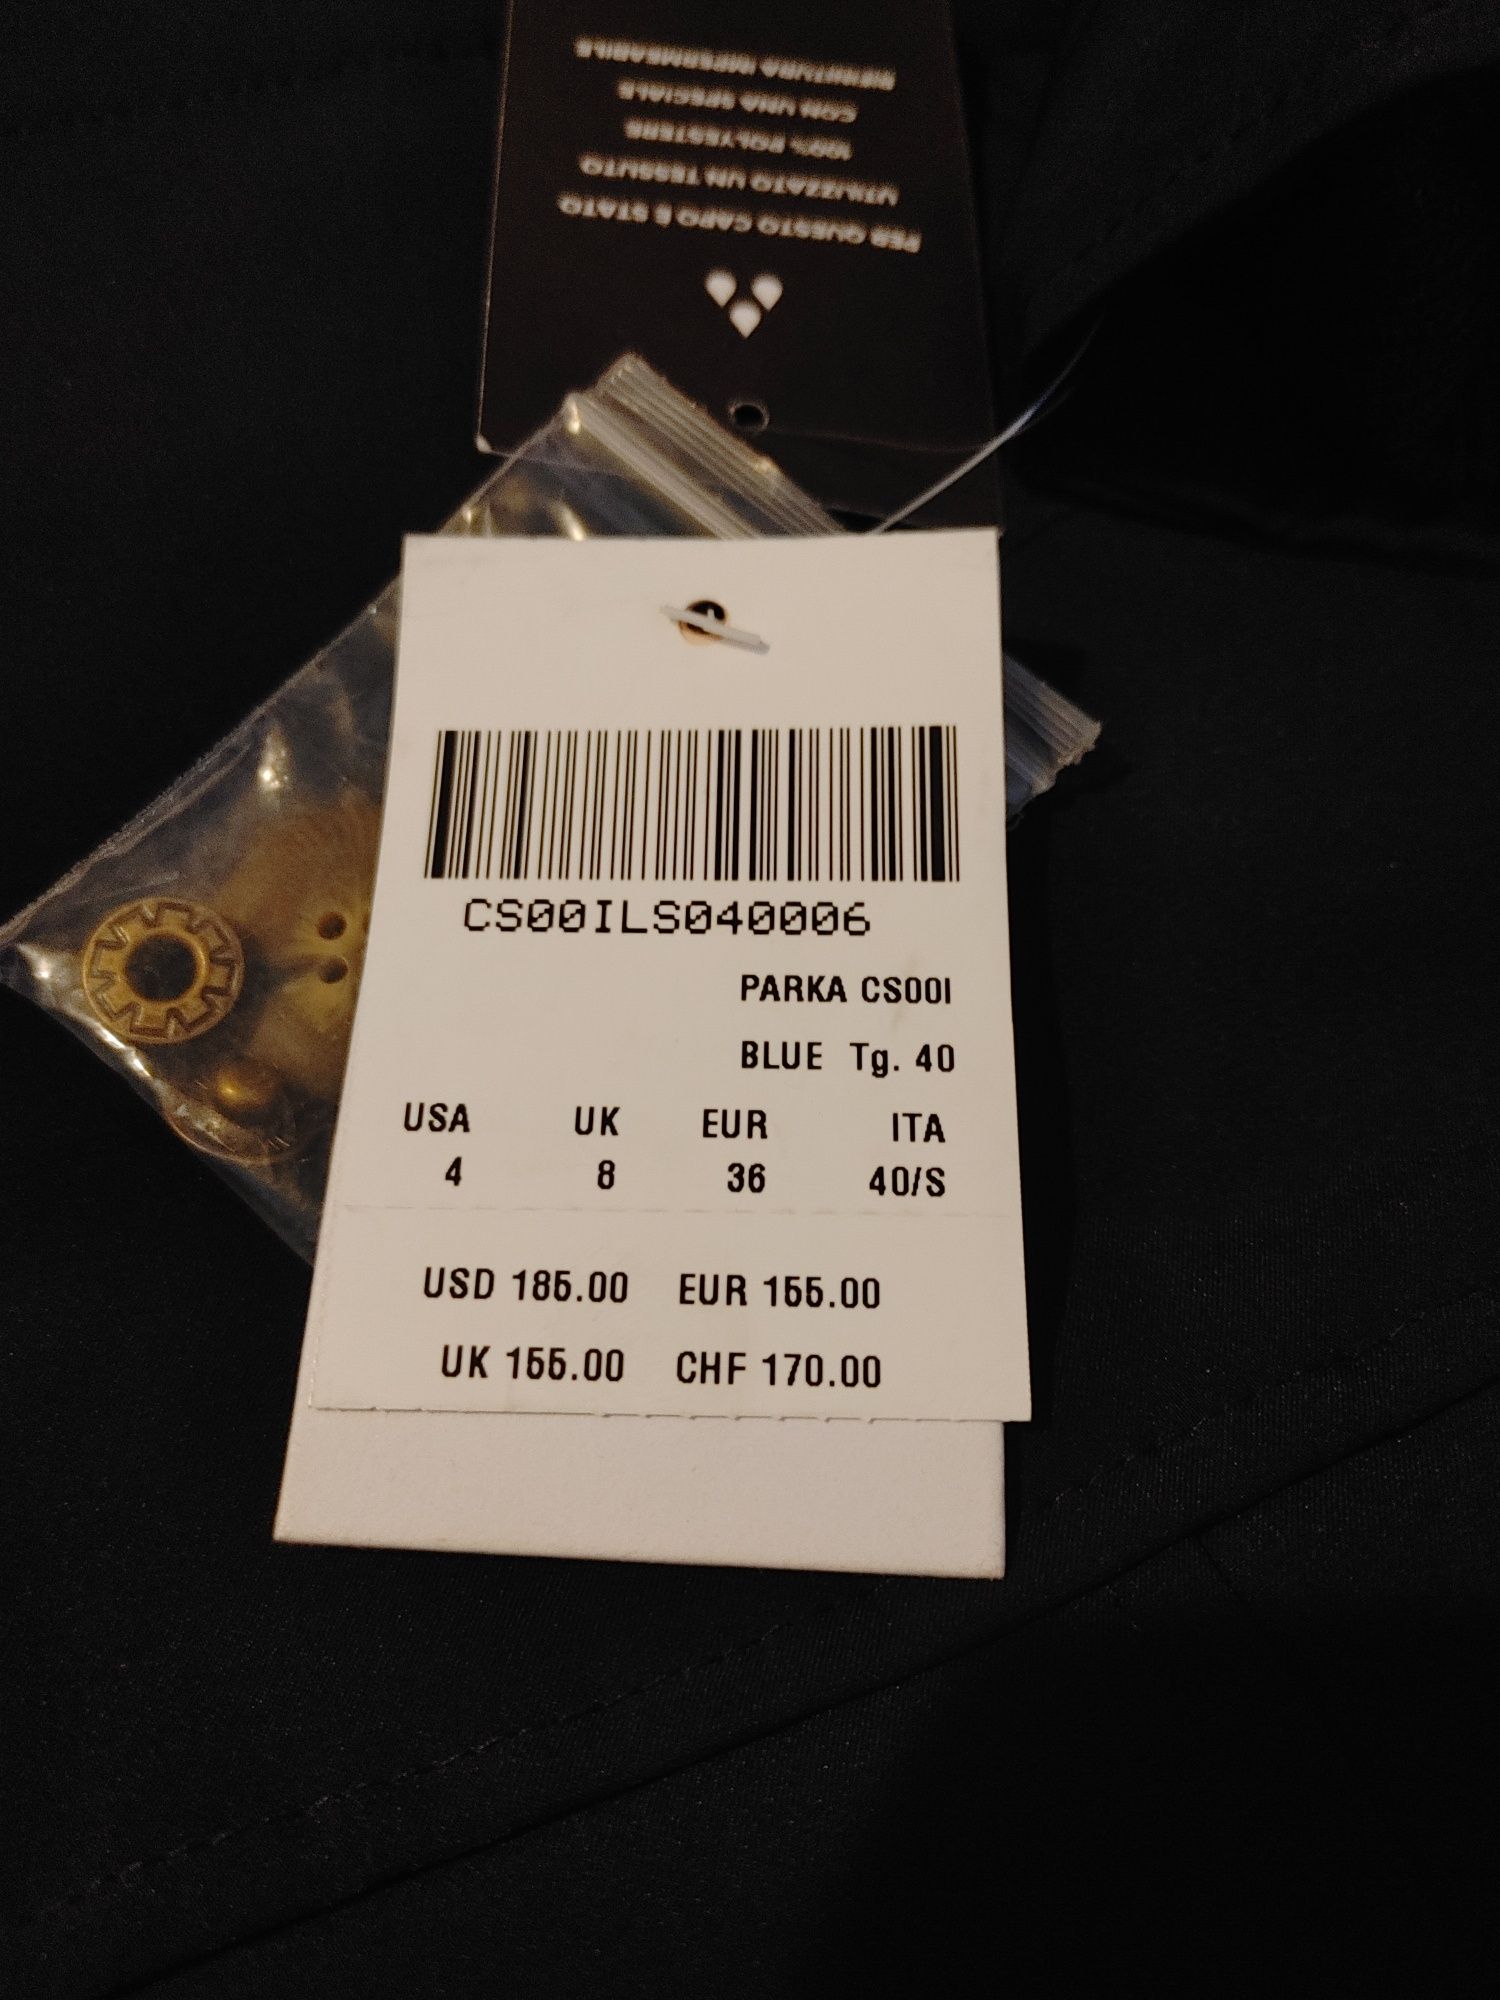 PER QUESTO CAPO È STATO
UTILIZZATO UN TESSUTO
100% POLYESTERE
CON UNA SPECIALE
RIFINITURA IMPERMEABILE
CS00ILS040006
PARKA CS00I
BLUE Tg. 40
USA UK EUR ITA
4 8 36 40/S
USD 185.00 EUR 155.00
UK 155.00 CHF 170.00